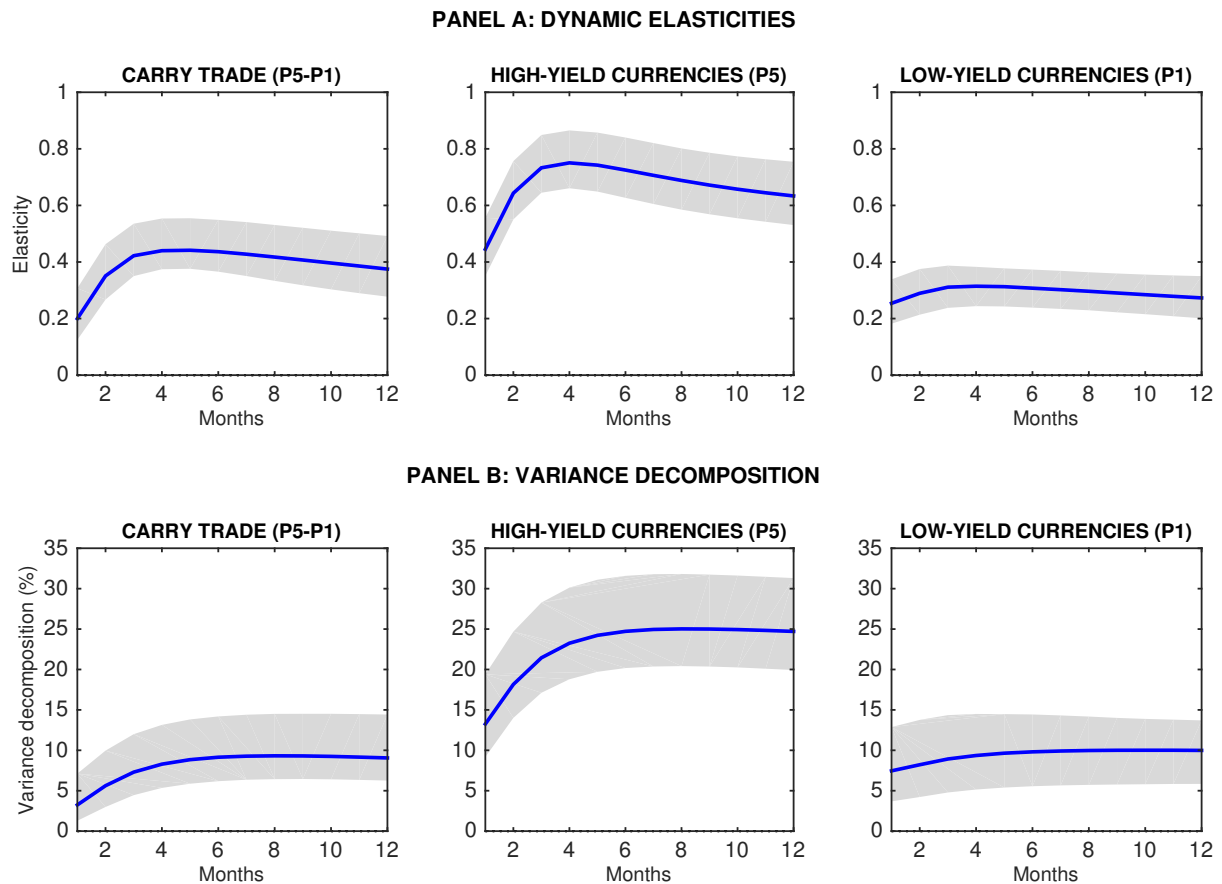 PANEL A: DYNAMIC ELASTICITIES
CARRY TRADE (P5-P1)
HIGH-YIELD CURRENCIES (P5)
LOW-YIELD CURRENCIES (P1)
Elasticity
1
0.8
0.6
0.4
0.2
0
2 4 6 8 10 12
Months
1
0.8
0.6
0.4
0.2
0
2 4 6 8 10 12
Months
1
0.8
0.6
0.4
0.2
0
2 4 6 8 10 12
Months
PANEL B: VARIANCE DECOMPOSITION
CARRY TRADE (P5-P1)
HIGH-YIELD CURRENCIES (P5)
LOW-YIELD CURRENCIES (P1)
Variance decomposition (%)
35
30
25
20
15
10
5
0
2 4 6 8 10 12
Months
35
30
25
20
15
10
5
0
2 4 6 8 10 12
Months
35
30
25
20
15
10
5
0
2 4 6 8 10 12
Months